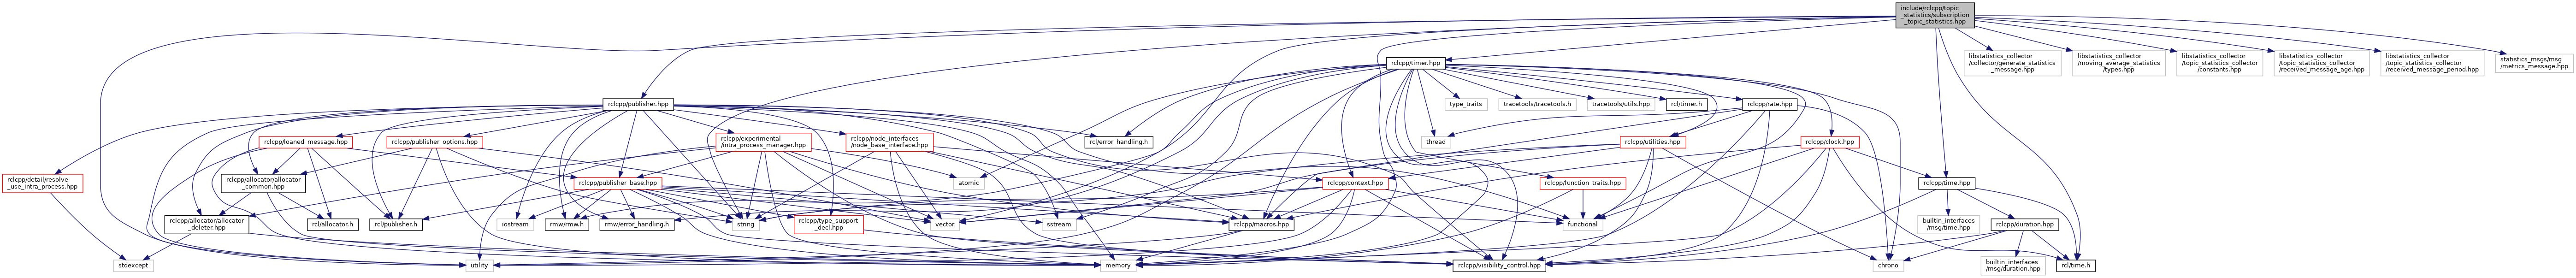 include/rclcpp/topic
_statistics/subscription
_topic_statistics.hpp
rclcpp/timer.hpp
libstatistics_collector
/collector/generate_statistics
_message.hpp
libstatistics_collector
/moving_average_statistics
/types.hpp
libstatistics_collector
/topic_statistics_collector
/constants.hpp
libstatistics_collector
/topic_statistics_collector
/received_message_age.hpp
libstatistics_collector
/topic_statistics_collector
/received_message_period.hpp
statistics_msgs/msg
/metrics_message.hpp
rclcpp/publisher.hpp
type_traits
tracetools/tracetools.h
tracetools/utils.hpp
rcl/timer.h
rclcpp/rate.hpp
rclcpp/loaned_message.hpp
rclcpp/publisher_options.hpp
rclcpp/experimental
/intra_process_manager.hpp
rclcpp/node_interfaces
/node_base_interface.hpp
rcl/error_handling.h
thread
rclcpp/utilities.hpp
rclcpp/clock.hpp
rclcpp/detail/resolve
_use_intra_process.hpp
rclcpp/allocator/allocator
_common.hpp
rclcpp/publisher_base.hpp
atomic
rclcpp/context.hpp
rclcpp/function_traits.hpp
rclcpp/time.hpp
rclcpp/allocator/allocator
_deleter.hpp
rcl/allocator.h
rcl/publisher.h
iostream
rmw/rmw.h
rmw/error_handling.h
string
rclcpp/type_support
_decl.hpp
vector
sstream
rclcpp/macros.hpp
functional
builtin_interfaces
/msg/time.hpp
rclcpp/duration.hpp
stdexcept
utility
memory
rclcpp/visibility_control.hpp
chrono
builtin_interfaces
/msg/duration.hpp
rcl/time.h